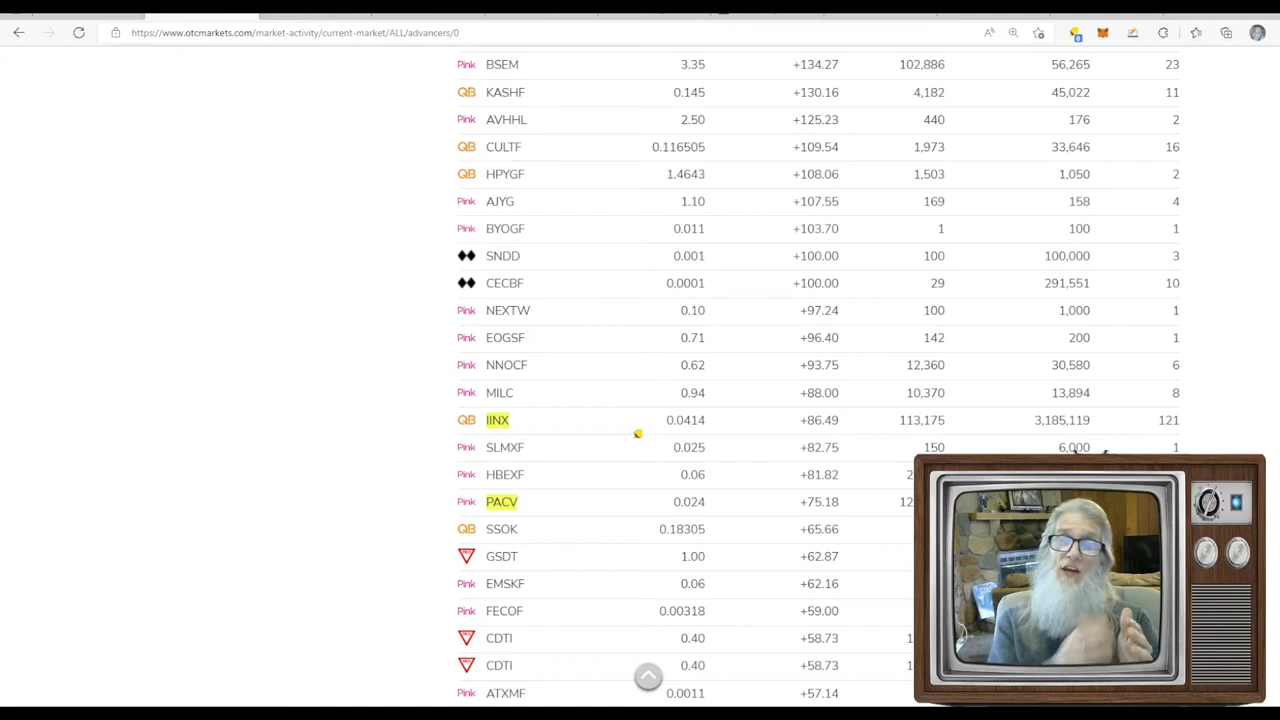 https://www.otcmarkets.com/market-activity/current-market/ALL/advancers/0
Pink BSEM 3.35 +134.27 102,886 56,265 23
QB KASHF 0.145 +130.16 4,182 45,022 11
Pink AVHHL 2.50 +125.23 440 176 2
QB CULTF 0.116505 +109.54 1,973 33,646 16
QB HPYGF 1.4643 +108.06 1,503 1,050 2
Pink AJYG 1.10 +107.55 169 158 4
Pink BYOGF 0.011 +103.70 1 100 1
SNDD 0.001 +100.00 100 100,000 3
CECBF 0.0001 +100.00 29 291,551 10
Pink NEXTW 0.10 +97.24 100 1,000 1
Pink EOGSF 0.71 +96.40 142 200 1
Pink NNOCF 0.62 +93.75 12,360 30,580 6
Pink MILC 0.94 +88.00 10,370 13,894 8
QB IINX 0.0414 +86.49 113,175 3,185,119 121
Pink SLMXF 0.025 +82.75 150 6,000 1
Pink HBEXF 0.06 +81.82 2
Pink PACV 0.024 +75.18 12
QB SSOK 0.18305 +65.66
GSDT 1.00 +62.87
Pink EMSKF 0.06 +62.16
Pink FECOF 0.00318 +59.00
CDTI 0.40 +58.73 1
CDTI 0.40 +58.73 1
Pink ATXMF 0.0011 +57.14